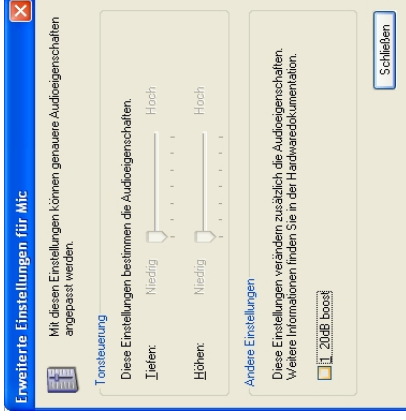 Erweiterte Einstellungen für Mic
Mit diesen Einstellungen können genauere Audioeigenschaften
angepasst werden.
Tonsteuerung
Diese Einstellungen bestimmen die Audioeigenschaften.
Tiefen: Niedrig Hoch
Höhen: Niedrig Hoch
Andere Einstellungen
Diese Einstellungen verändern zusätzlich die Audioeigenschaften.
Weitere Informationen finden Sie in der Hardwaredokumentation.
1 20dB boost
Schließen